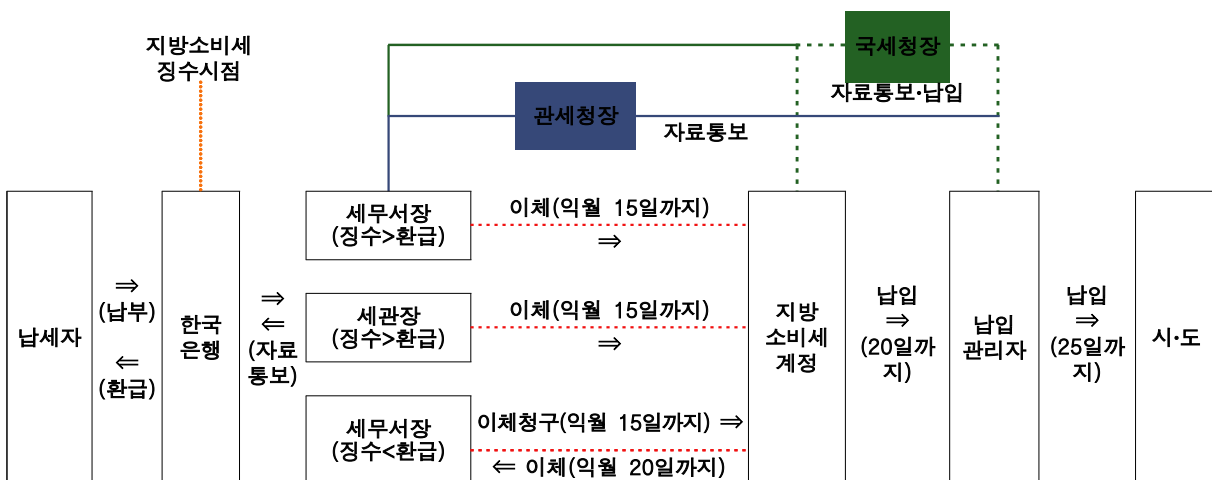 지방소비세
징수시점
국세청장
자료통보·납입
관세청장
자료통보
납세자
⇒
(납부)
⇐
(환급)
한국
은행
⇒
⇐
(자료
통보)
세무서장
(징수>환급)
이체(익월 15일까지)
⇒
세관장
(징수>환급)
이체(익월 15일까지)
⇒
세무서장
(징수<환급)
이체청구(익월 15일까지) ⇒
⇐ 이체(익월 20일까지)
지방
소비세
계정
납입
⇒
(20일까
지)
납입
관리자
납입
⇒
(25일까
지)
시·도